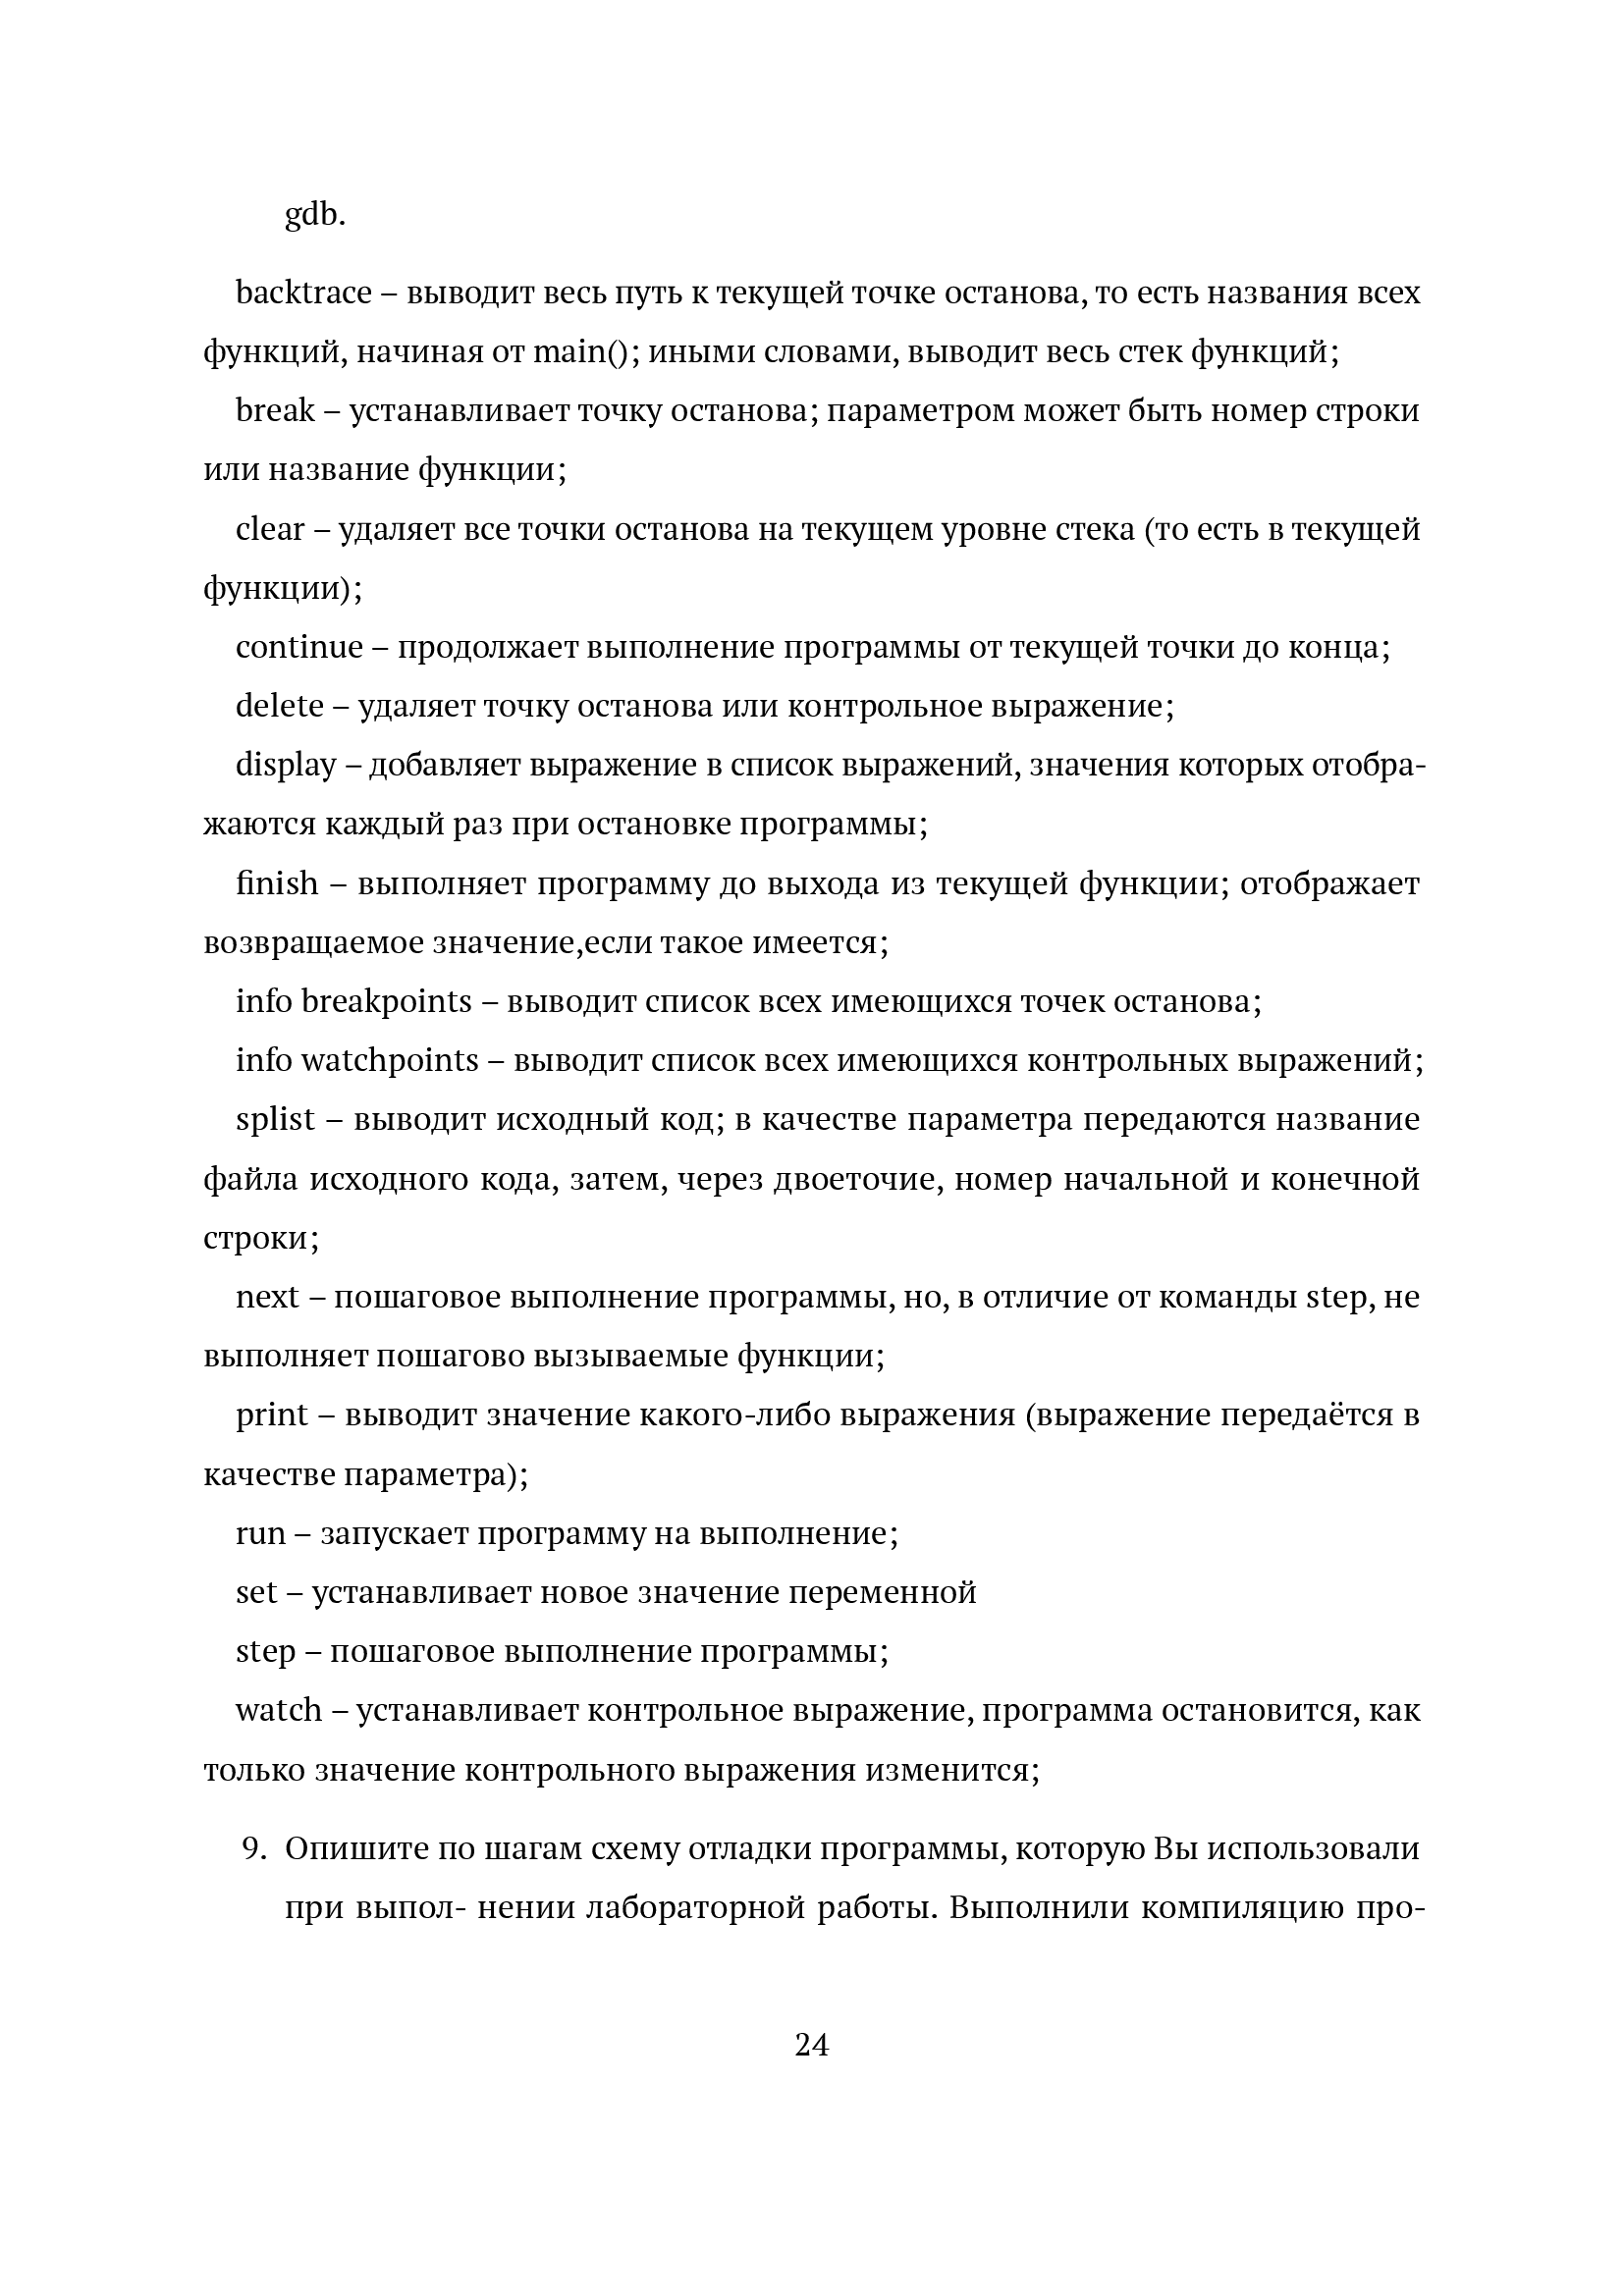 gdb.
backtrace – выводит весь путь к текущей точке останова, то есть названия всех
функций, начиная от main(); иными словами, выводит весь стек функций;
break – устанавливает точку останова; параметром может быть номер строки
или название функции;
clear – удаляет все точки останова на текущем уровне стека (то есть в текущей
функции);
continue – продолжает выполнение программы от текущей точки до конца;
delete – удаляет точку останова или контрольное выражение;
display – добавляет выражение в список выражений, значения которых отобра-
жаются каждый раз при остановке программы;
finish – выполняет программу до выхода из текущей функции; отображает
возвращаемое значение,если такое имеется;
info breakpoints – выводит список всех имеющихся точек останова;
info watchpoints – выводит список всех имеющихся контрольных выражений;
splist – выводит исходный код; в качестве параметра передаются название
файла исходного кода, затем, через двоеточие, номер начальной и конечной
строки;
next – пошаговое выполнение программы, но, в отличие от команды step, не
выполняет пошагово вызываемые функции;
print – выводит значение какого-либо выражения (выражение передаётся в
качестве параметра);
run – запускает программу на выполнение;
set – устанавливает новое значение переменной
step – пошаговое выполнение программы;
watch – устанавливает контрольное выражение, программа остановится, как
только значение контрольного выражения изменится;
9. Опишите по шагам схему отладки программы, которую Вы использовали
при выпол- нении лабораторной работы. Выполнили компиляцию про-
24